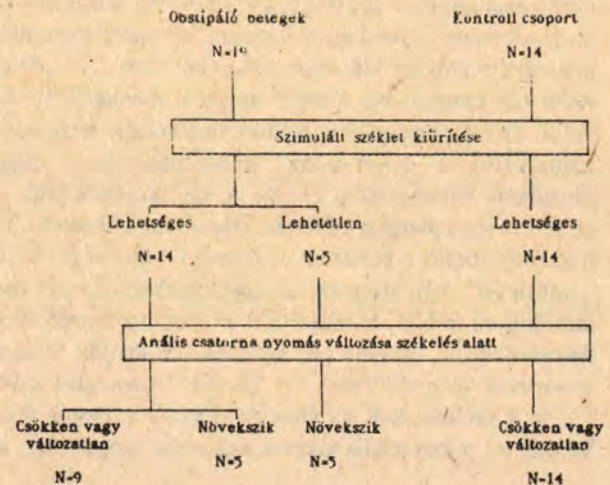 Obstipáló betegek Kontroll csoport
N=19 N=14
Szimulált széklet kiürítése
Lehetséges Lehetetlen Lehetséges
N=14 N=5 N=14
Anális csatorna nyomás változása székelés alatt
Csökken vagy változatlan Növekszik Növekszik Csökken vagy változatlan
N=9 N=5 N=5 N=14